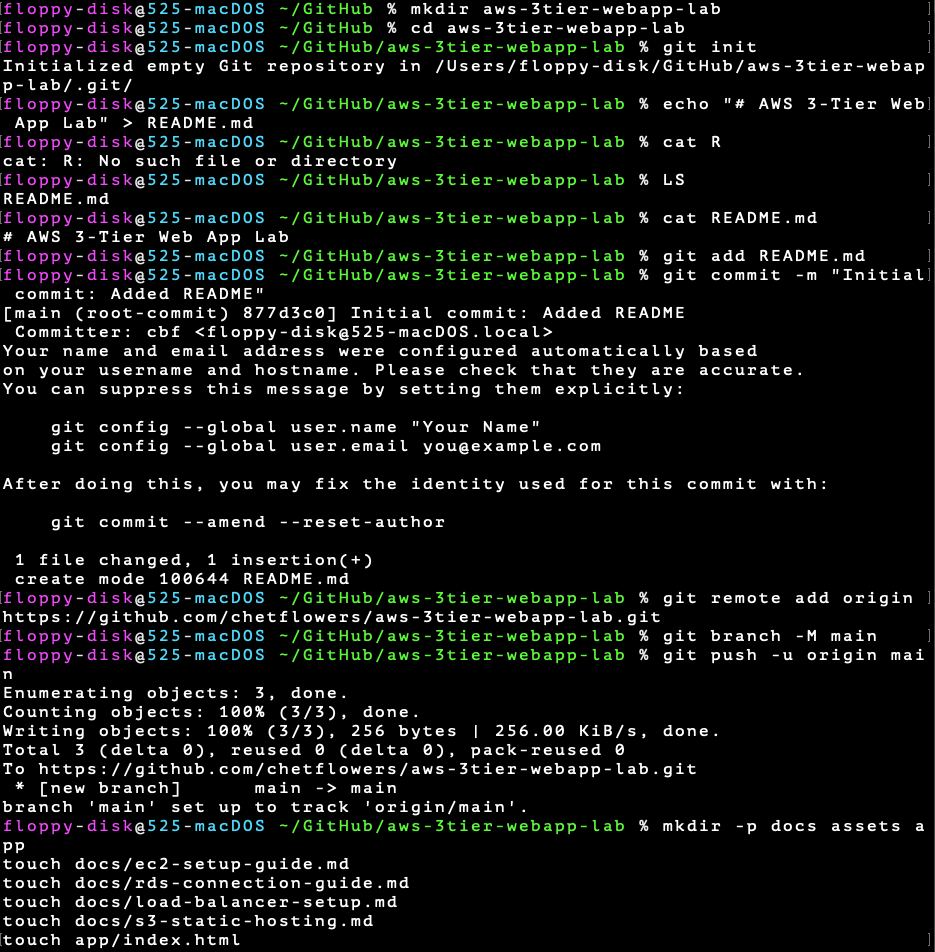 floppy-disk@525-macDOS ~/GitHub % mkdir aws-3tier-webapp-lab
floppy-disk@525-macDOS ~/GitHub % cd aws-3tier-webapp-lab
floppy-disk@525-macDOS ~/GitHub/aws-3tier-webapp-lab % git init
Initialized empty Git repository in /Users/floppy-disk/GitHub/aws-3tier-webap
p-lab/.git/
floppy-disk@525-macDOS ~/GitHub/aws-3tier-webapp-lab % echo "# AWS 3-Tier Web
 App Lab" > README.md
floppy-disk@525-macDOS ~/GitHub/aws-3tier-webapp-lab % cat R
cat: R: No such file or directory
floppy-disk@525-macDOS ~/GitHub/aws-3tier-webapp-lab % LS
README.md
floppy-disk@525-macDOS ~/GitHub/aws-3tier-webapp-lab % cat README.md
# AWS 3-Tier Web App Lab
floppy-disk@525-macDOS ~/GitHub/aws-3tier-webapp-lab % git add README.md
floppy-disk@525-macDOS ~/GitHub/aws-3tier-webapp-lab % git commit -m "Initial
 commit: Added README"
[main (root-commit) 877d3c0] Initial commit: Added README
 Committer: cbf <floppy-disk@525-macDOS.local>
Your name and email address were configured automatically based
on your username and hostname. Please check that they are accurate.
You can suppress this message by setting them explicitly:

    git config --global user.name "Your Name"
    git config --global user.email you@example.com

After doing this, you may fix the identity used for this commit with:

    git commit --amend --reset-author

 1 file changed, 1 insertion(+)
 create mode 100644 README.md
floppy-disk@525-macDOS ~/GitHub/aws-3tier-webapp-lab % git remote add origin
https://github.com/chetflowers/aws-3tier-webapp-lab.git
floppy-disk@525-macDOS ~/GitHub/aws-3tier-webapp-lab % git branch -M main
floppy-disk@525-macDOS ~/GitHub/aws-3tier-webapp-lab % git push -u origin mai
n
Enumerating objects: 3, done.
Counting objects: 100% (3/3), done.
Writing objects: 100% (3/3), 256 bytes | 256.00 KiB/s, done.
Total 3 (delta 0), reused 0 (delta 0), pack-reused 0
To https://github.com/chetflowers/aws-3tier-webapp-lab.git
 * [new branch]      main -> main
branch 'main' set up to track 'origin/main'.
floppy-disk@525-macDOS ~/GitHub/aws-3tier-webapp-lab % mkdir -p docs assets a
pp
touch docs/ec2-setup-guide.md
touch docs/rds-connection-guide.md
touch docs/load-balancer-setup.md
touch docs/s3-static-hosting.md
touch app/index.html